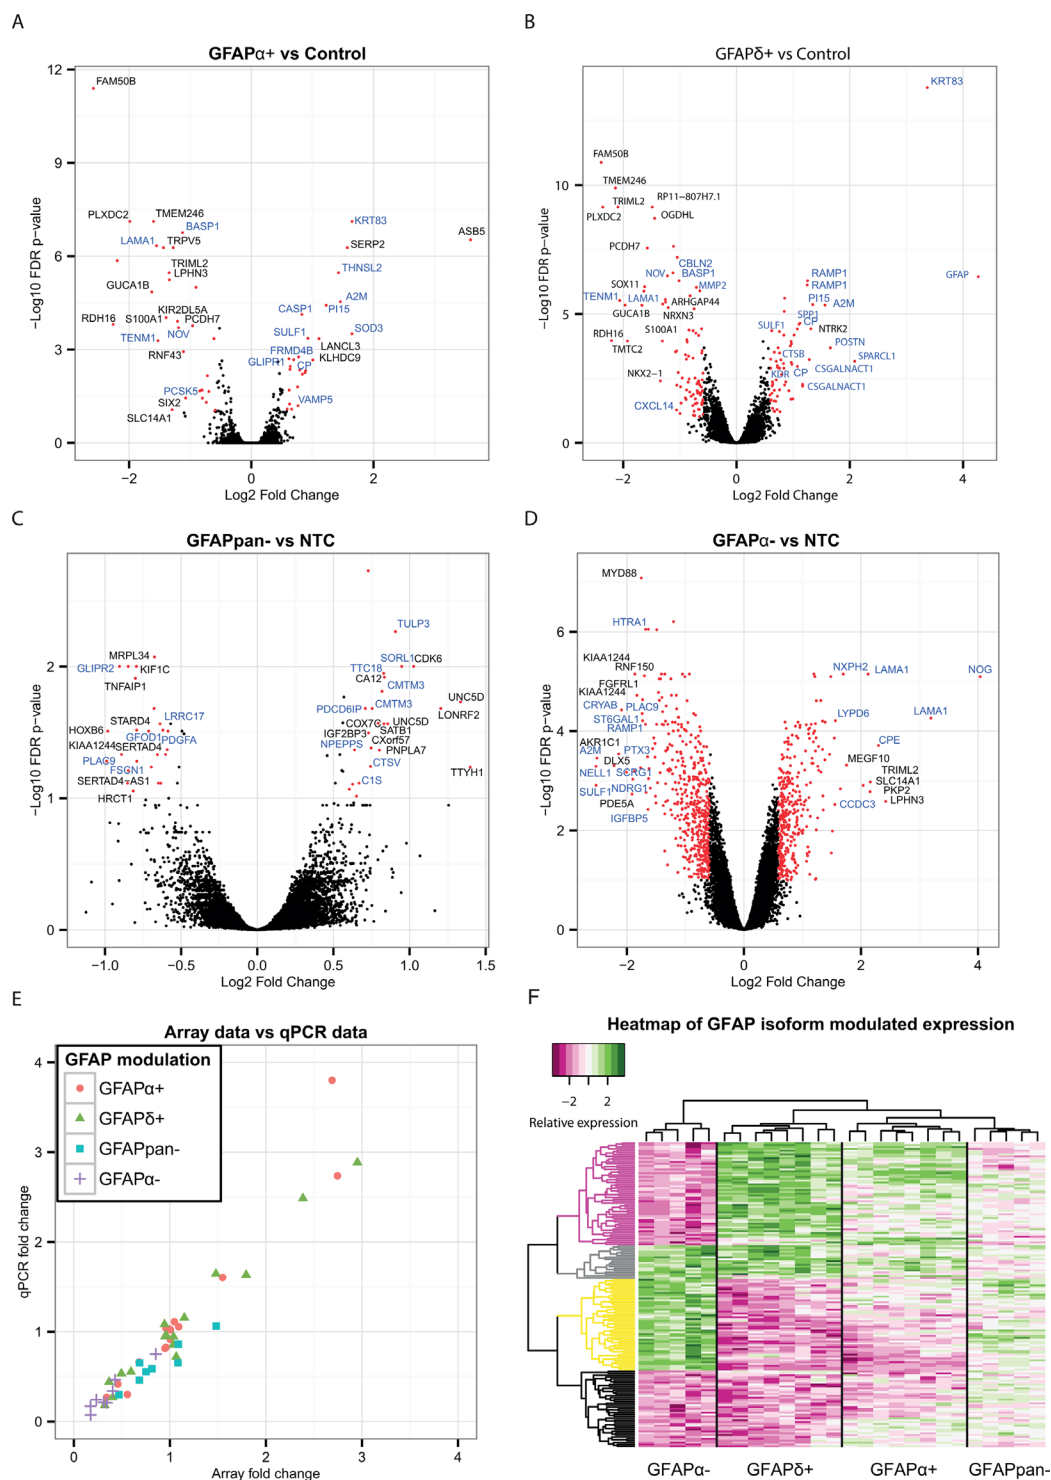 A
GFAPα+ vs Control
12
9
6
3
0
−Log10 FDR p−value
FAM50B
PLXDC2
TMEM246
BASP1
LAMA1
TRPV5
TRIML2
LPHN3
GUCA1B
KIR2DL5A
RDH16
S100A1
PCDH7
TENM1
NOV
RNF43
PCSK5
SIX2
SLC14A1
KRT83
ASB5
SERP2
THNSL2
A2M
CASP1
PI15
SULF1
SOD3
LANCL3
FRMD4B
GLIPR1
KLHDC9
CP
VAMP5
−2
0
2
Log2 Fold Change
B
GFAPδ+ vs Control
10
5
0
−Log10 FDR p−value
KRT83
FAM50B
TMEM246
TRIML2
RP11−807H7.1
PLXDC2
OGDHL
PCDH7
CBLN2
NOV
BASP1
RAMP1
GFAP
SOX11
MMP2
RAMP1
TENM1
LAMA1
ARHGAP44
PI15
A2M
GUCA1B
NRXN3
SPP1
CP
S100A1
SULF1
NTRK2
RDH16
TMTC2
POSTN
CTSB
SPARCL1
NKX2−1
KDR
CP
CSGALNACT1
CSGALNACT1
CXCL14
−2
0
2
4
Log2 Fold Change
C
GFAPpan- vs NTC
2
1
0
−Log10 FDR p−value
TULP3
MRPL34
GLIPR2
KIF1C
TNFAIP1
SORL1
CDK6
TTC18
CA12
CMTM3
UNC5D
CMTM3
PDCD6IP
LONRF2
STARD4
LRRC17
COX7C
UNC5D
HOXB6
GFOD1
PDGFA
IGF2BP3
SATB1
KIAA1244
SERTAD4
NPEPPS
CXorf57
PNPLA7
PLAC9
FSCN1
CTSV
TTYH1
SERTAD4−AS1
C1S
HRCT1
−1.0
−0.5
0.0
0.5
1.0
1.5
Log2 Fold Change
D
GFAPα- vs NTC
6
4
2
0
−Log10 FDR p−value
MYD88
HTRA1
KIAA1244
RNF150
FGFRL1
KIAA1244
CRYAB
PLAC9
ST6GAL1
RAMP1
AKR1C1
A2M
PTX3
DLX5
NELL1
SCRG1
SULF1
NDRG1
PDE5A
IGFBP5
NXPH2
LAMA1
NOG
LYPD6
LAMA1
CPE
MEGF10
TRIML2
SLC14A1
PKP2
CCDC3
LPHN3
−2
0
2
4
Log2 Fold Change
E
Array data vs qPCR data
GFAP modulation
GFAPα+
GFAPδ+
GFAPpan-
GFAPα-
4
3
2
1
0
qPCR fold change
0
1
2
3
4
Array fold change
F
Heatmap of GFAP isoform modulated expression
−2
2
Relative expression
GFAPα-
GFAPδ+
GFAPα+
GFAPpan-